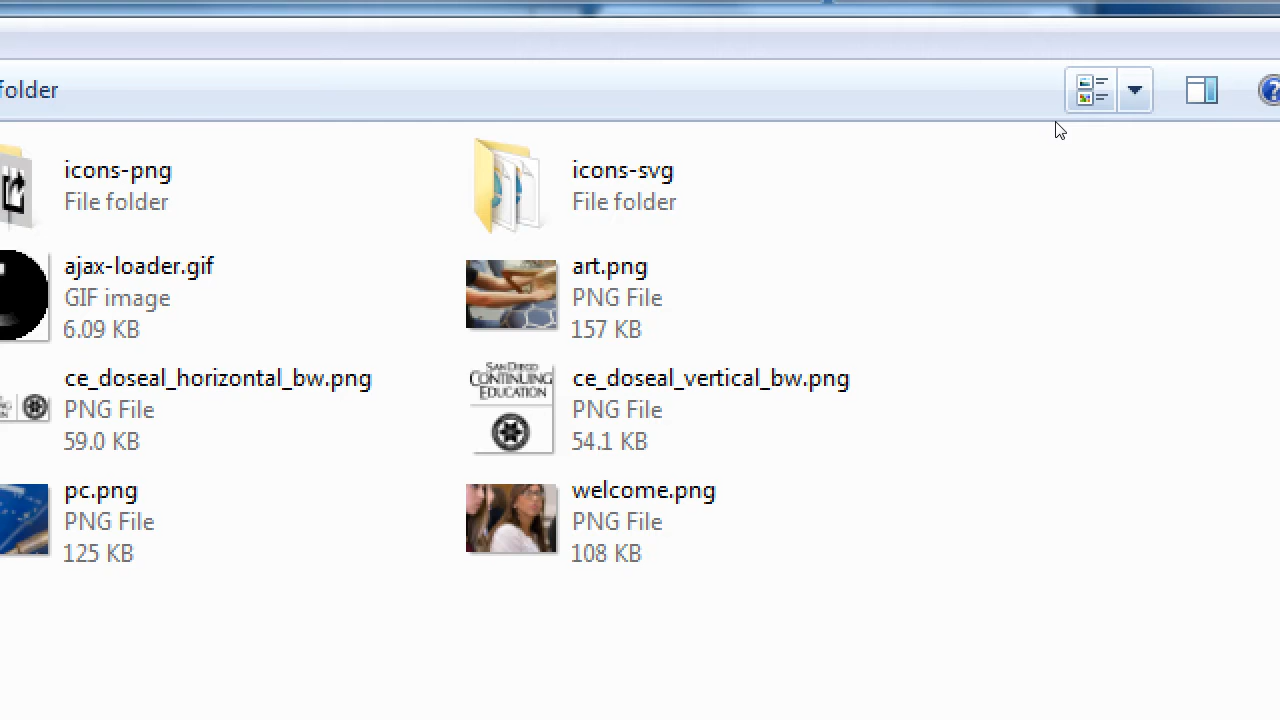 folder
icons-png
File folder
icons-svg
File folder
ajax-loader.gif
GIF image
6.09 KB
art.png
PNG File
157 KB
ce_doseal_horizontal_bw.png
PNG File
59.0 KB
SAN DIEGO
CONTINUING
EDUCATION
ce_doseal_vertical_bw.png
PNG File
54.1 KB
pc.png
PNG File
125 KB
welcome.png
PNG File
108 KB